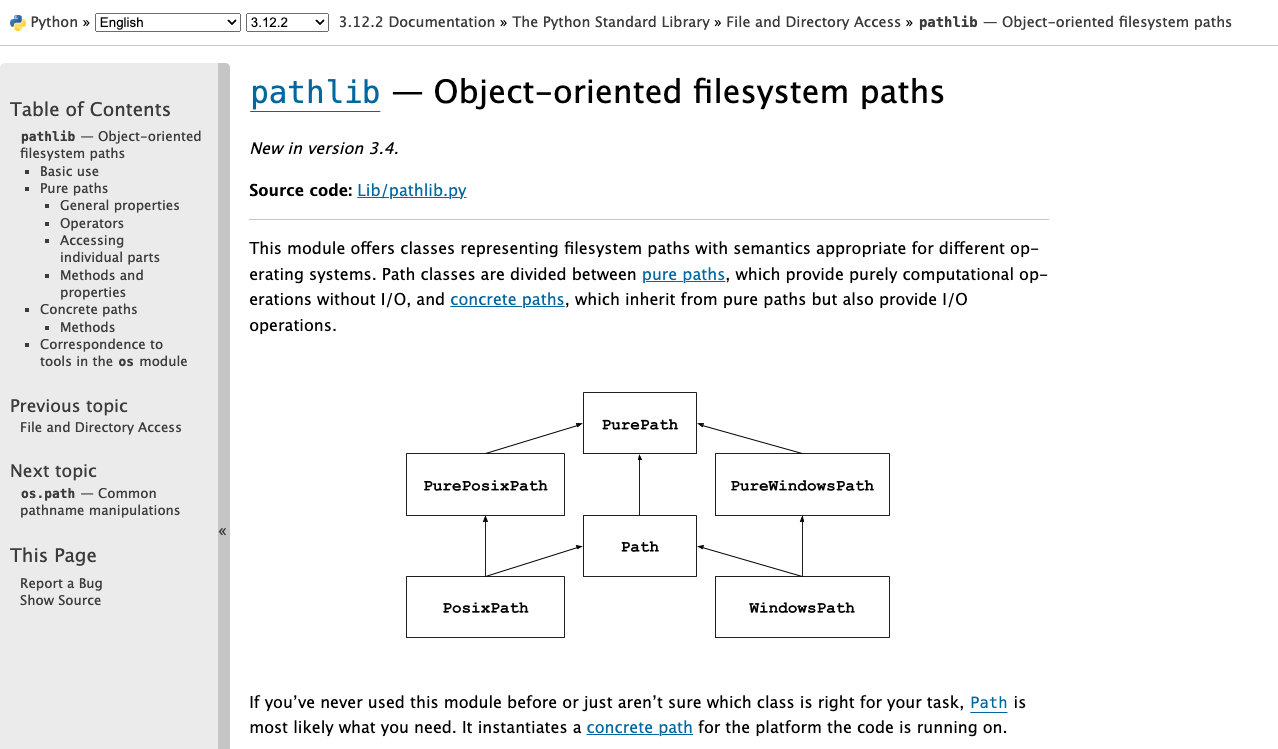 Python » English 3.12.2 3.12.2 Documentation » The Python Standard Library » File and Directory Access » pathlib — Object-oriented filesystem paths
Table of Contents
pathlib — Object-oriented
filesystem paths
Basic use
Pure paths
General properties
Operators
Accessing
individual parts
Methods and
properties
Concrete paths
Methods
Correspondence to
tools in the os module
Previous topic
File and Directory Access
Next topic
os.path — Common
pathname manipulations
This Page
Report a Bug
Show Source
«
pathlib — Object-oriented filesystem paths
New in version 3.4.
Source code: Lib/pathlib.py
This module offers classes representing filesystem paths with semantics appropriate for different op-
erating systems. Path classes are divided between pure paths, which provide purely computational op-
erations without I/O, and concrete paths, which inherit from pure paths but also provide I/O
operations.
PurePath
PurePosixPath
PureWindowsPath
Path
PosixPath
WindowsPath
If you’ve never used this module before or just aren’t sure which class is right for your task, Path is
most likely what you need. It instantiates a concrete path for the platform the code is running on.